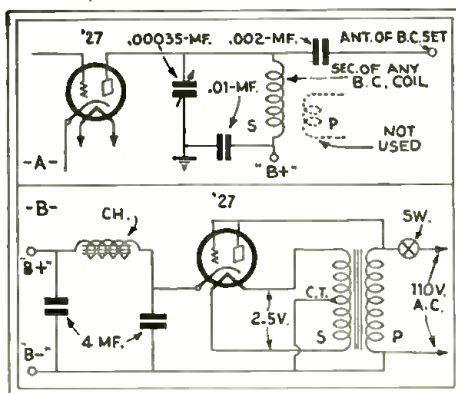 '27
.00035-MF.
.002-MF.
ANT. OF B.C. SET
.01-MF.
SEC. OF ANY
B.C. COIL
S
P
NOT
USED
"B+"
-A-
-B-
'27
CH.
SW.
"B+"
C.T.
110 V.
A.C.
2.5V.
4 MF.
S
P
"B-"